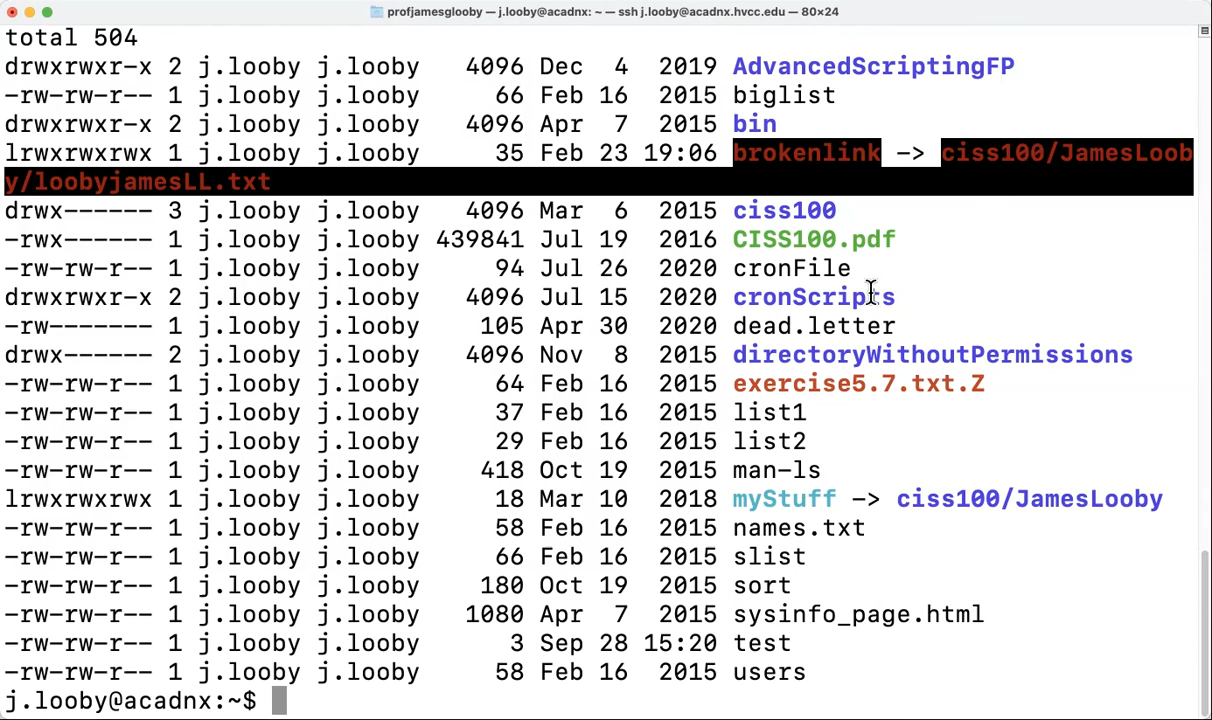 profjamesglooby — j.looby@acadnx: ~ — ssh j.looby@acadnx.hvcc.edu — 80×24
total 504
drwxrwxr-x 2 j.looby j.looby   4096 Dec  4  2019 AdvancedScriptingFP
-rw-rw-r-- 1 j.looby j.looby     66 Feb 16  2015 biglist
drwxrwxr-x 2 j.looby j.looby   4096 Apr  7  2015 bin
lrwxrwxrwx 1 j.looby j.looby     35 Feb 23 19:06 brokenlink -> ciss100/JamesLoob
y/loobyjamesLL.txt
drwx------ 3 j.looby j.looby   4096 Mar  6  2015 ciss100
-rwx------ 1 j.looby j.looby 439841 Jul 19  2016 CISS100.pdf
-rw-rw-r-- 1 j.looby j.looby     94 Jul 26  2020 cronFile
drwxrwxr-x 2 j.looby j.looby   4096 Jul 15  2020 cronScripts
-rw------- 1 j.looby j.looby    105 Apr 30  2020 dead.letter
drwx------ 2 j.looby j.looby   4096 Nov  8  2015 directoryWithoutPermissions
-rw-rw-r-- 1 j.looby j.looby     64 Feb 16  2015 exercise5.7.txt.Z
-rw-rw-r-- 1 j.looby j.looby     37 Feb 16  2015 list1
-rw-rw-r-- 1 j.looby j.looby     29 Feb 16  2015 list2
-rw-rw-r-- 1 j.looby j.looby    418 Oct 19  2015 man-ls
lrwxrwxrwx 1 j.looby j.looby     18 Mar 10  2018 myStuff -> ciss100/JamesLooby
-rw-rw-r-- 1 j.looby j.looby     58 Feb 16  2015 names.txt
-rw-rw-r-- 1 j.looby j.looby     66 Feb 16  2015 slist
-rw-rw-r-- 1 j.looby j.looby    180 Oct 19  2015 sort
-rw-rw-r-- 1 j.looby j.looby   1080 Apr  7  2015 sysinfo_page.html
-rw-rw-r-- 1 j.looby j.looby      3 Sep 28 15:20 test
-rw-rw-r-- 1 j.looby j.looby     58 Feb 16  2015 users
j.looby@acadnx:~$